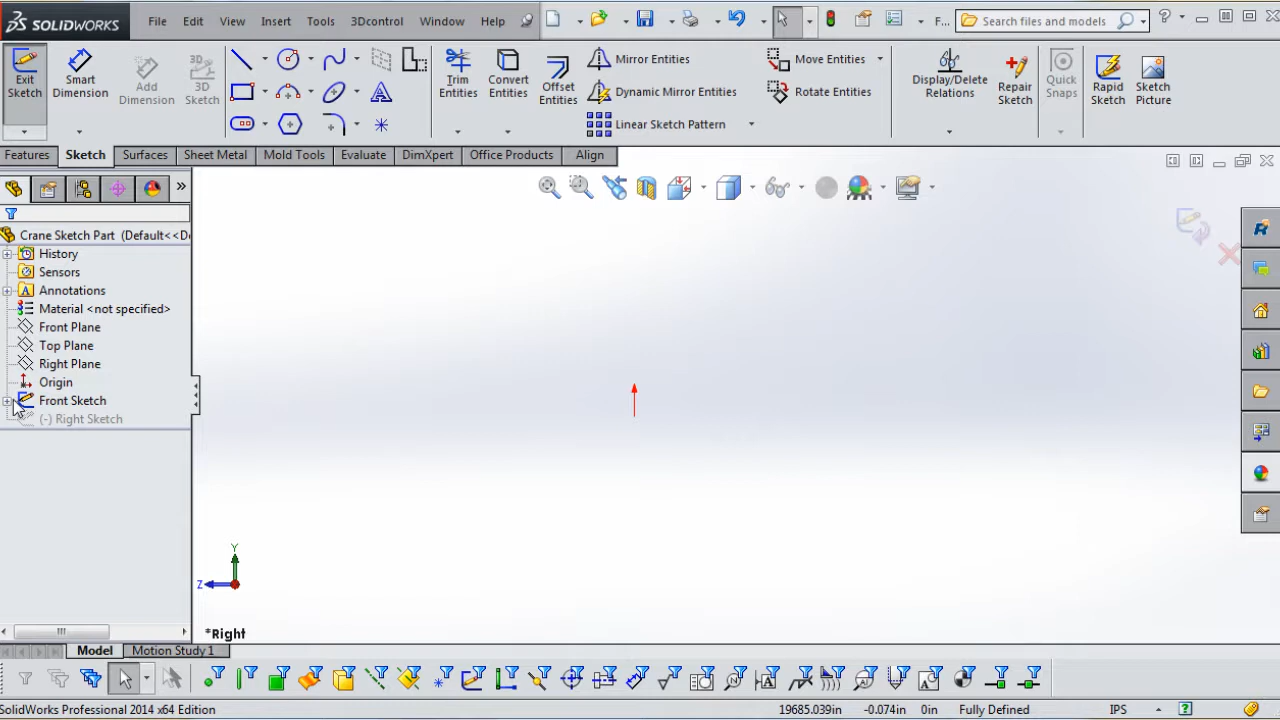 SOLIDWORKS File Edit View Insert Tools 3Dcontrol Window Help F... Search files and models
Exit Sketch
Smart Dimension
Add Dimension
3D Sketch
Trim Entities
Convert Entities
Offset Entities
Mirror Entities
Dynamic Mirror Entities
Linear Sketch Pattern
Move Entities
Rotate Entities
Display/Delete Relations
Repair Sketch
Quick Snaps
Rapid Sketch
Sketch Picture
Features Sketch Surfaces Sheet Metal Mold Tools Evaluate DimXpert Office Products Align
Crane Sketch Part (Default<<D
History
Sensors
Annotations
Material <not specified>
Front Plane
Top Plane
Right Plane
Origin
Front Sketch
(-) Right Sketch
Y
Z
*Right
Model Motion Study 1
SolidWorks Professional 2014 x64 Edition 19685.039in -0.074in 0in Fully Defined IPS